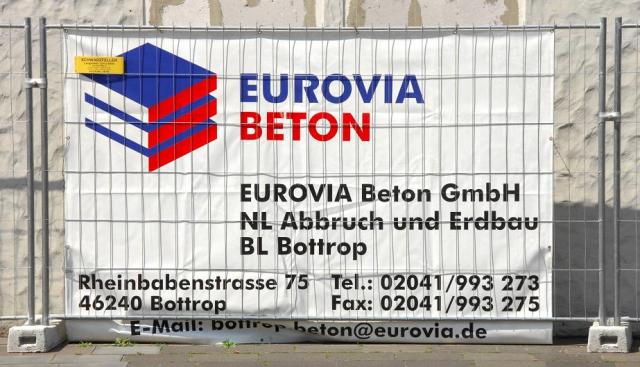 EUROVIA
BETON
EUROVIA Beton GmbH
NL Abbruch und Erdbau
BL Bottrop
Rheinbabenstrasse 75 Tel.: 02041/993 273
46240 Bottrop Fax: 02041/993 275
E-Mail: bottrop beton@eurovia.de